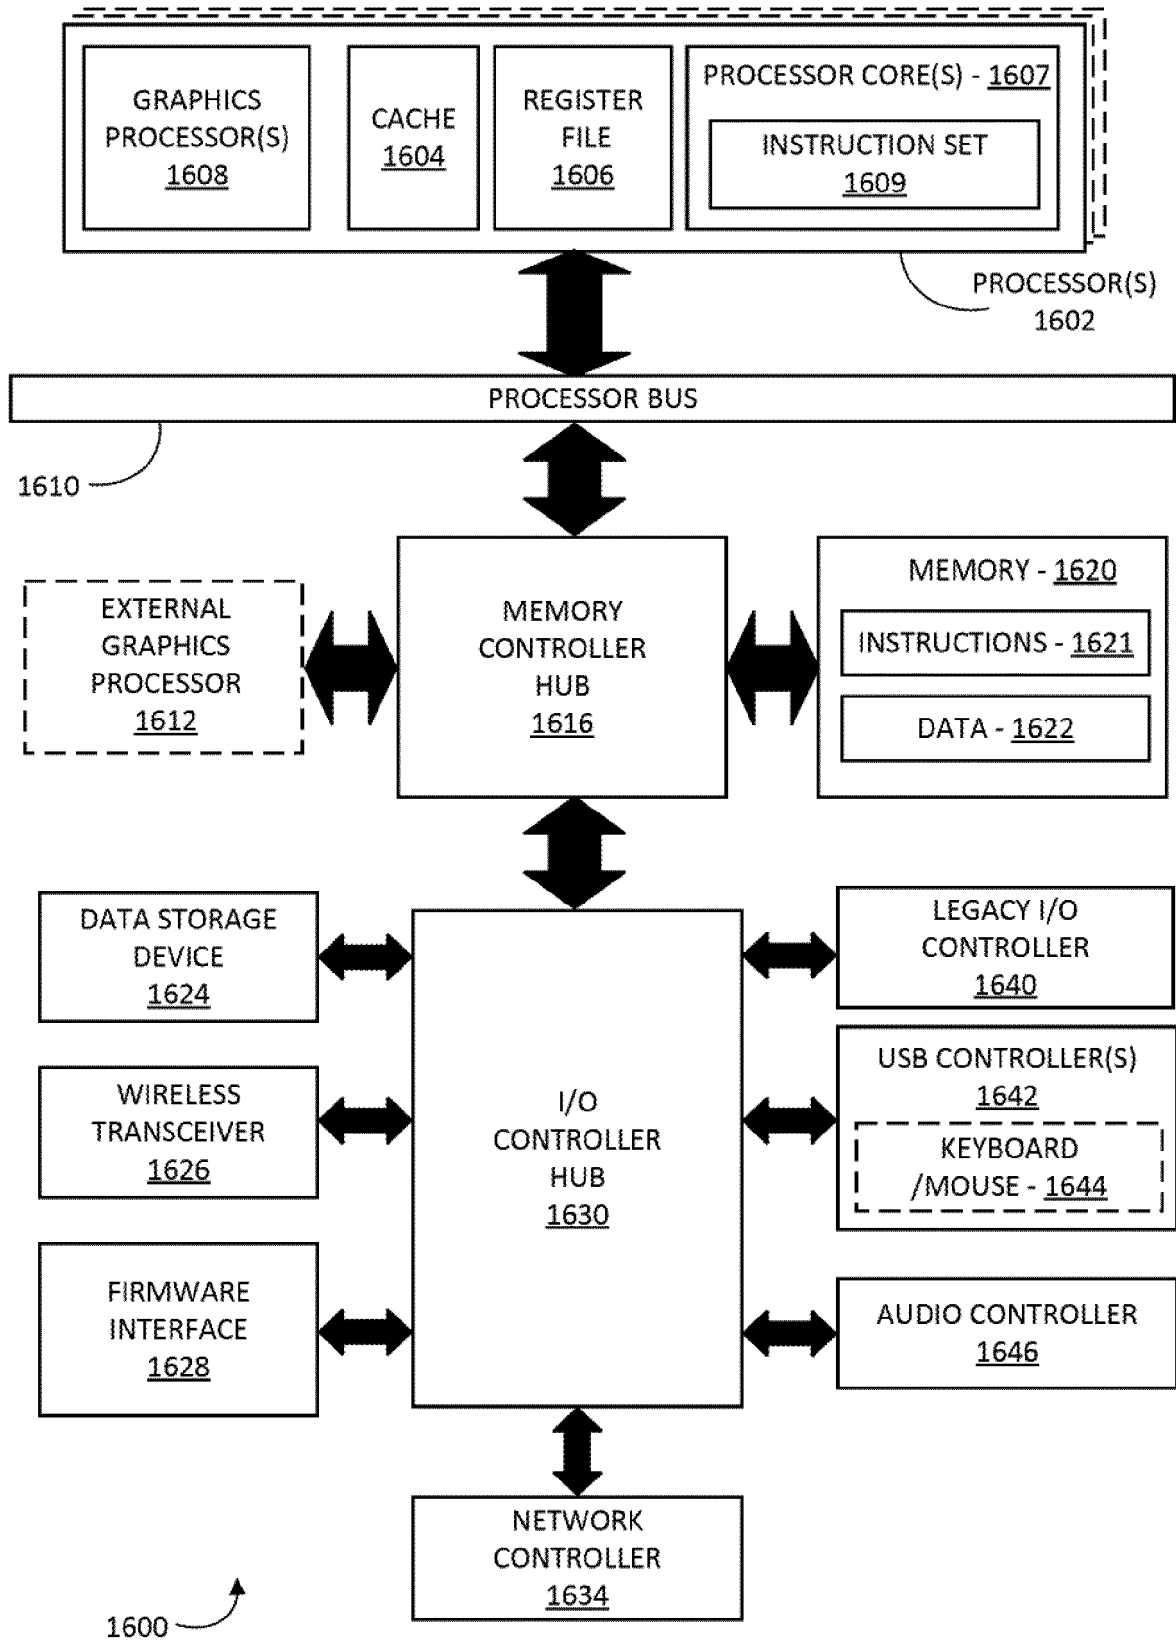 GRAPHICS
PROCESSOR(S)
1608
CACHE
1604
REGISTER
FILE
1606
PROCESSOR CORE(S) - 1607
INSTRUCTION SET
1609
PROCESSOR(S)
1602
PROCESSOR BUS
1610
EXTERNAL
GRAPHICS
PROCESSOR
1612
MEMORY
CONTROLLER
HUB
1616
MEMORY - 1620
INSTRUCTIONS - 1621
DATA - 1622
DATA STORAGE
DEVICE
1624
WIRELESS
TRANSCEIVER
1626
FIRMWARE
INTERFACE
1628
I/O
CONTROLLER
HUB
1630
LEGACY I/O
CONTROLLER
1640
USB CONTROLLER(S)
1642
KEYBOARD
/MOUSE - 1644
AUDIO CONTROLLER
1646
NETWORK
CONTROLLER
1634
1600